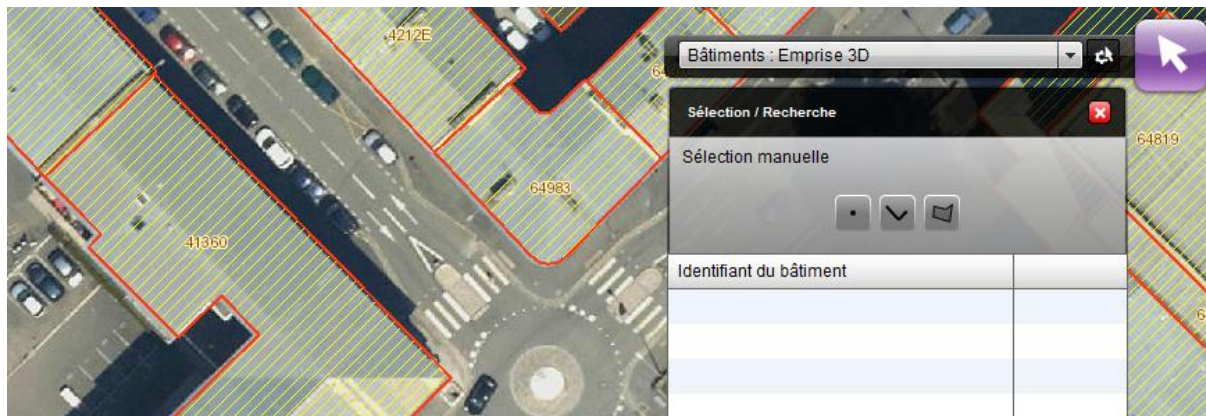 4212E
Bâtiments : Emprise 3D
Sélection / Recherche
64819
Sélection manuelle
64983
41360
Identifiant du bâtiment